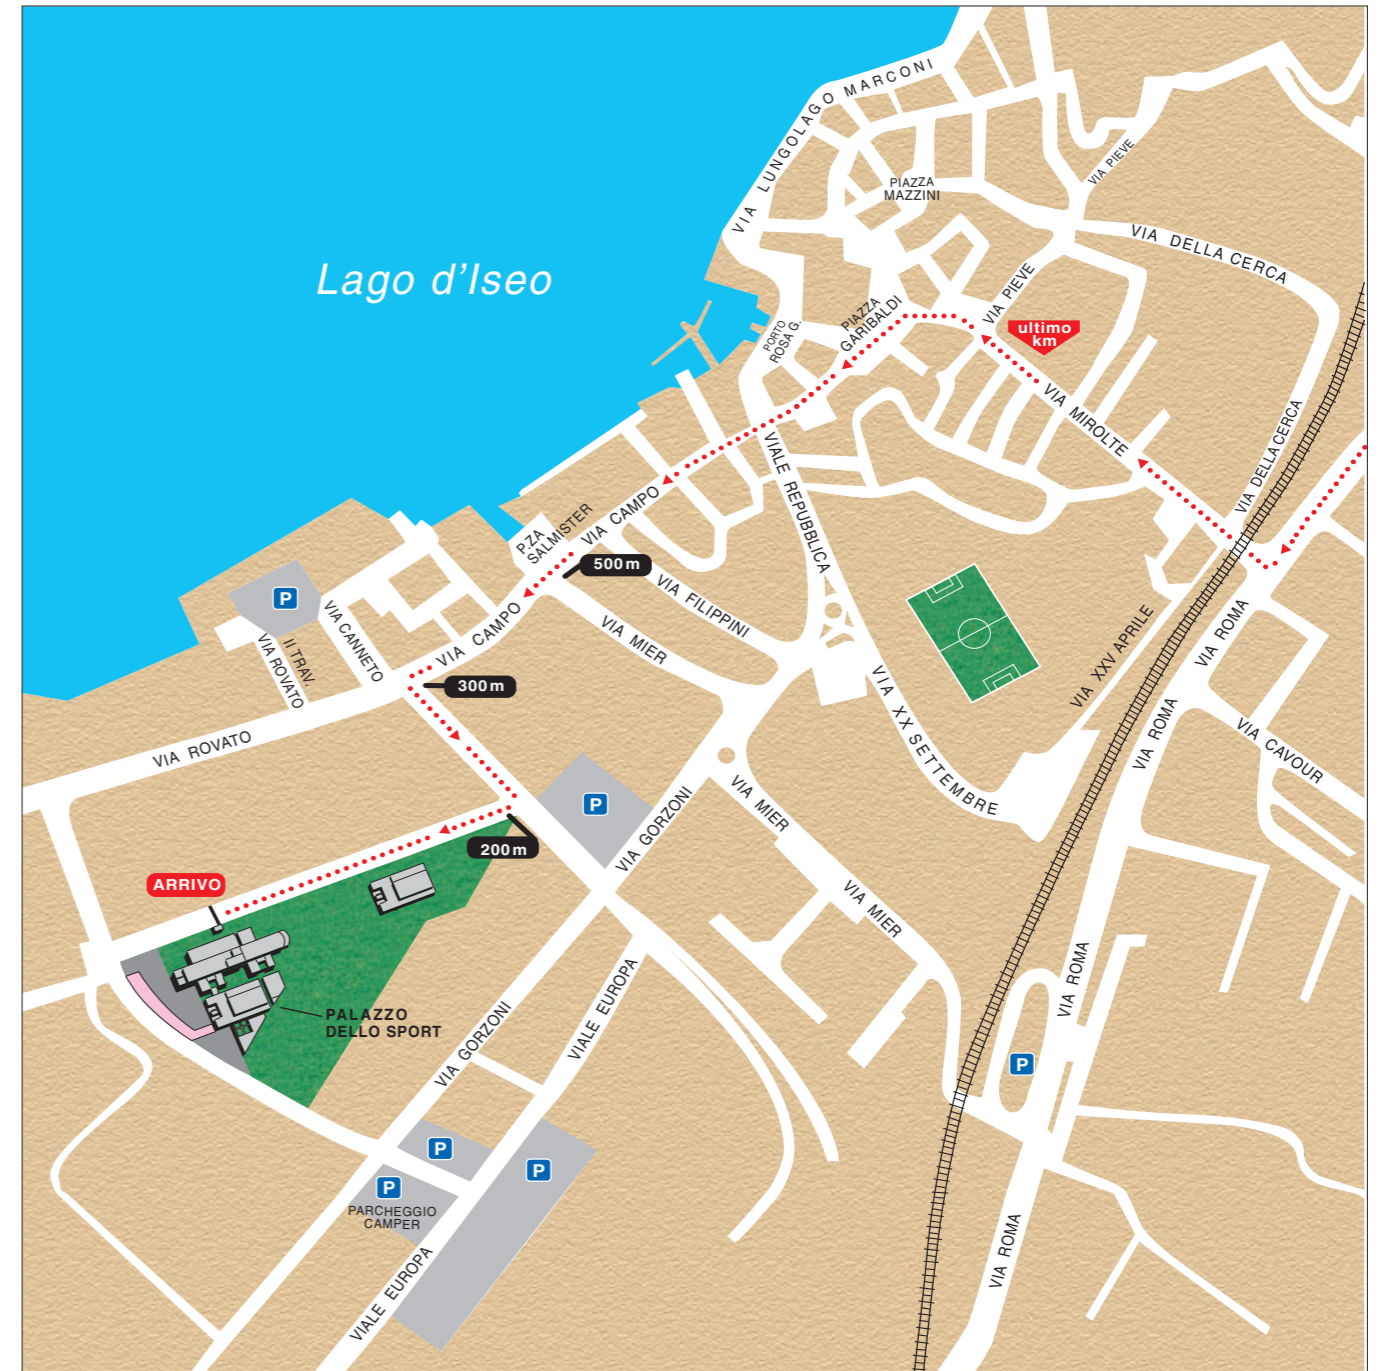 VIA LUNGOLAGO MARCONI
VIA PIEVE
PIAZZA
MAZZINI
VIA DELLA CERCA
Lago d'Iseo
VIA PIEVE
PIAZZA
GARIBALDI
PORTO
ROSA G.
ultimo
km
VIA MIROLTE
VIA DELLA CERCA
VIALE REPUBBLICA
VIA CAMPO
P.ZA
SALMISTER
500 m
VIA FILIPPINI
P
VIA CANNETO
II TRAV.
VIA ROVATO
VIA CAMPO
VIA MIER
300 m
VIA XXV APRILE
VIA ROMA
VIA XX SETTEMBRE
VIA ROVATO
VIA ROMA
VIA CAVOUR
P
VIA MIER
VIA GORZONI
200 m
ARRIVO
VIA MIER
VIA ROMA
PALAZZO
DELLO SPORT
VIA GORZONI
VIALE EUROPA
P
P
P
P
PARCHEGGIO
CAMPER
VIA ROMA
VIALE EUROPA